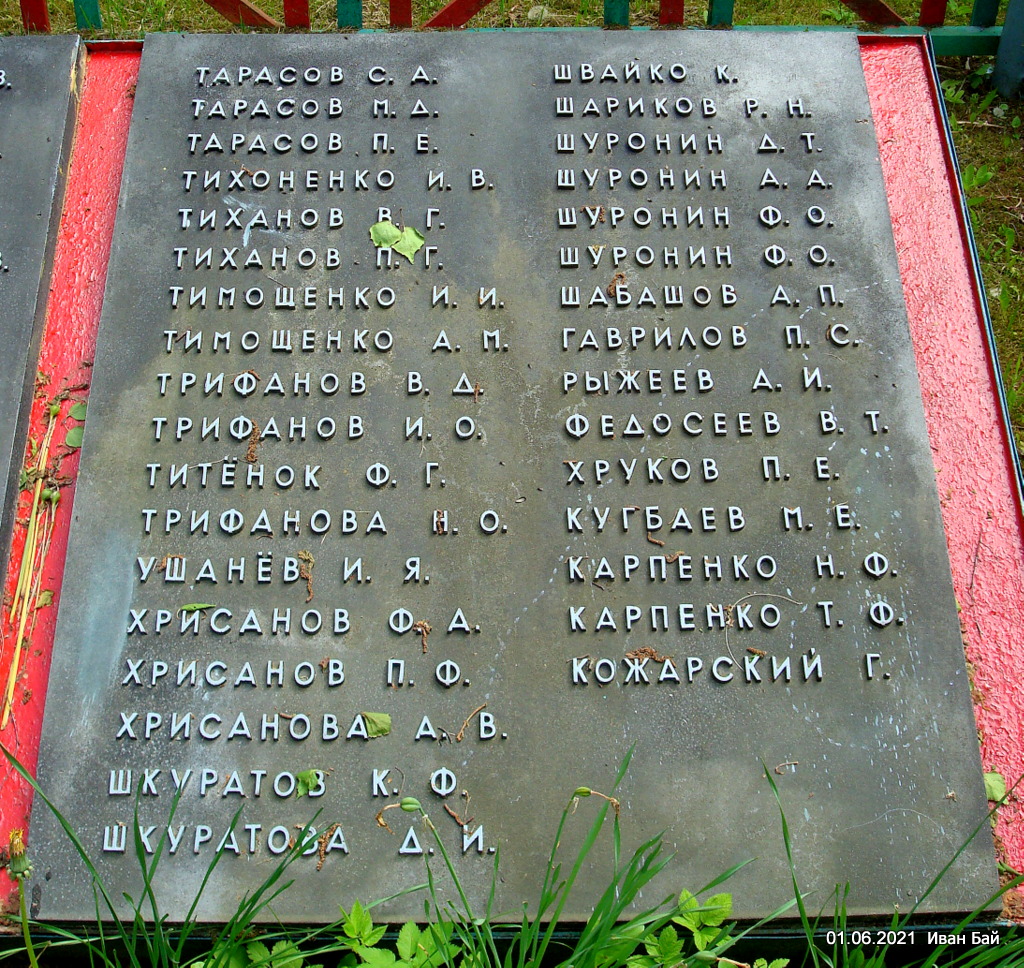 ТАРАСОВ С. А.
ТАРАСОВ М. Д.
ТАРАСОВ П. Е.
ТИХОНЕНКО И. В.
ТИХАНОВ В. Г.
ТИХАНОВ П. Г.
ТИМОЩЕНКО И. И.
ТИМОЩЕНКО А. М.
ТРИФАНОВ В. Д.
ТРИФАНОВ И. О.
ТИТЁНОК Ф. Г.
ТРИФАНОВА Н. О.
УШАНЁВ И. Я.
ХРИСАНОВ Ф. А.
ХРИСАНОВ П. Ф.
ХРИСАНОВА А. В.
ШКУРАТОВ К. Ф.
ШКУРАТОВА Д. И.
ШВАЙКО К.
ШАРИКОВ Р. Н.
ШУРОНИН Д. Т.
ШУРОНИН Д. А.
ШУРОНИН Ф. О.
ШУРОНИН Ф. О.
ШАБАШОВ А. П.
ГАВРИЛОВ П. С.
РЫЖЕЕВ А. И.
ФЕДОСЕЕВ В. Т.
ХРУКОВ П. Е.
КУГБАЕВ М. Е.
КАРПЕНКО Н. Ф.
КАРПЕНКО Т. Ф.
КОЖАРСКИЙ Г.
01.06.2021 Иван Бай